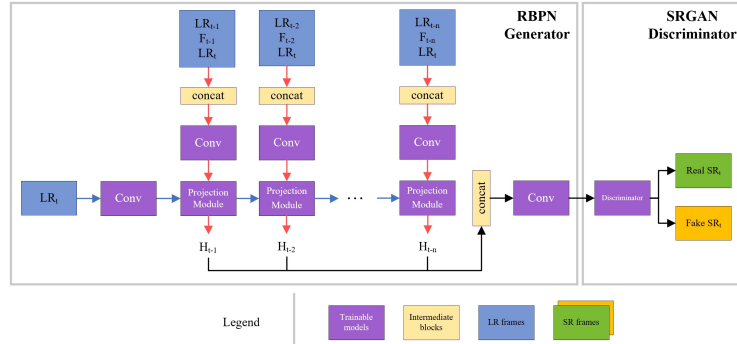 RBPN
Generator
SRGAN
Discriminator
LRt-1
Ft-1
LRt
LRt-2
Ft-2
LRt
LRt-n
Ft-n
LRt
concat
concat
concat
Conv
Conv
Conv
LRt
Conv
Projection
Module
Projection
Module
...
Projection
Module
concat
Conv
Discriminator
Real SRt
Fake SRt
Ht-1
Ht-2
Ht-n
Legend
Trainable
models
Intermediate
blocks
LR frames
SR frames